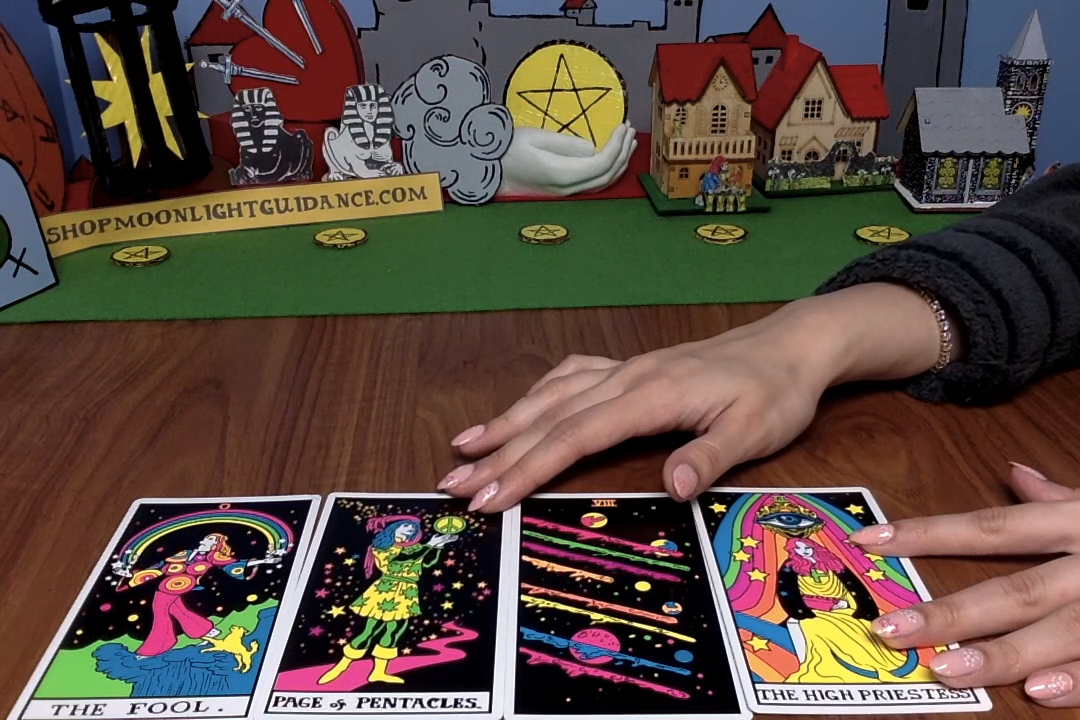 SHOPMOONLIGHTGUIDANCE.COM
0
VIII
THE FOOL.
PAGE of PENTACLES.
THE HIGH PRIESTESS